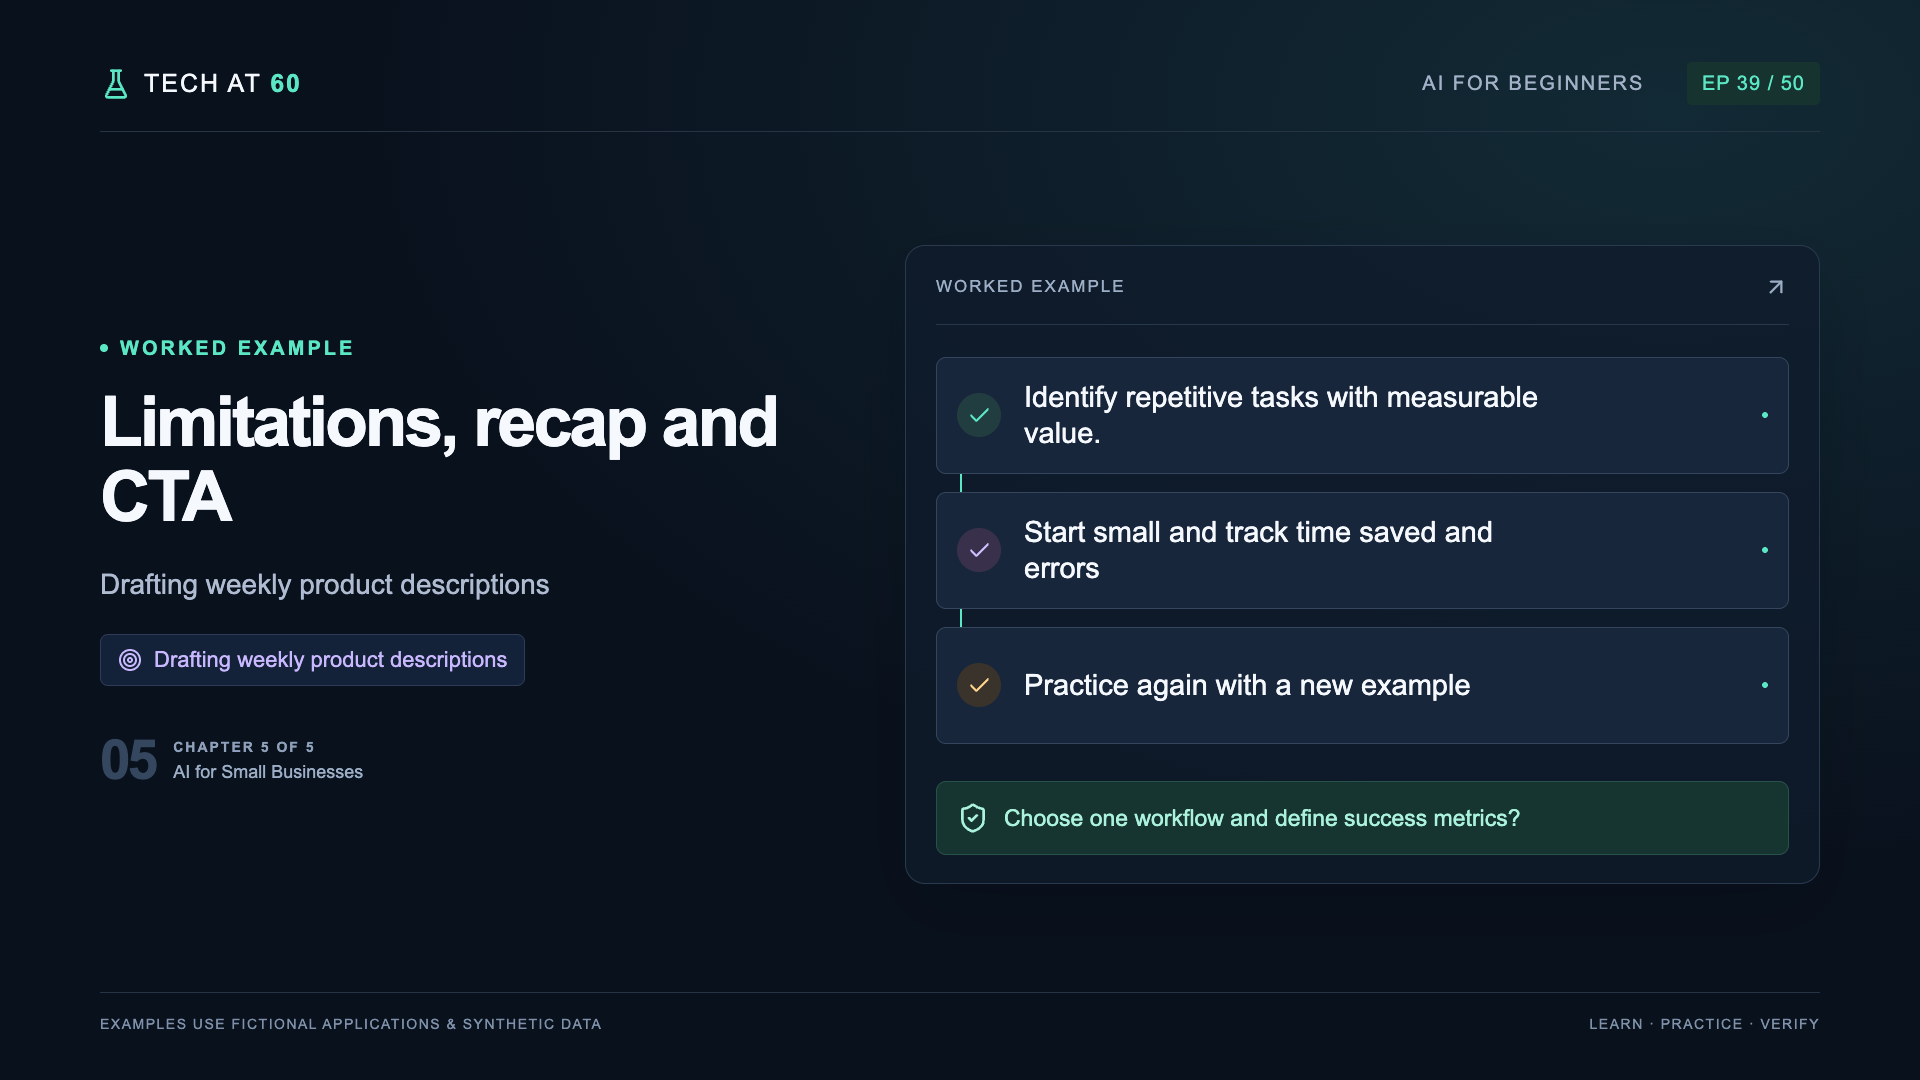 TECH AT 60
AI FOR BEGINNERS
EP 39 / 50
WORKED EXAMPLE
Limitations, recap and
CTA
Drafting weekly product descriptions
Drafting weekly product descriptions
05
CHAPTER 5 OF 5
AI for Small Businesses
WORKED EXAMPLE
Identify repetitive tasks with measurable
value.
Start small and track time saved and
errors
Practice again with a new example
Choose one workflow and define success metrics?
EXAMPLES USE FICTIONAL APPLICATIONS & SYNTHETIC DATA
LEARN · PRACTICE · VERIFY